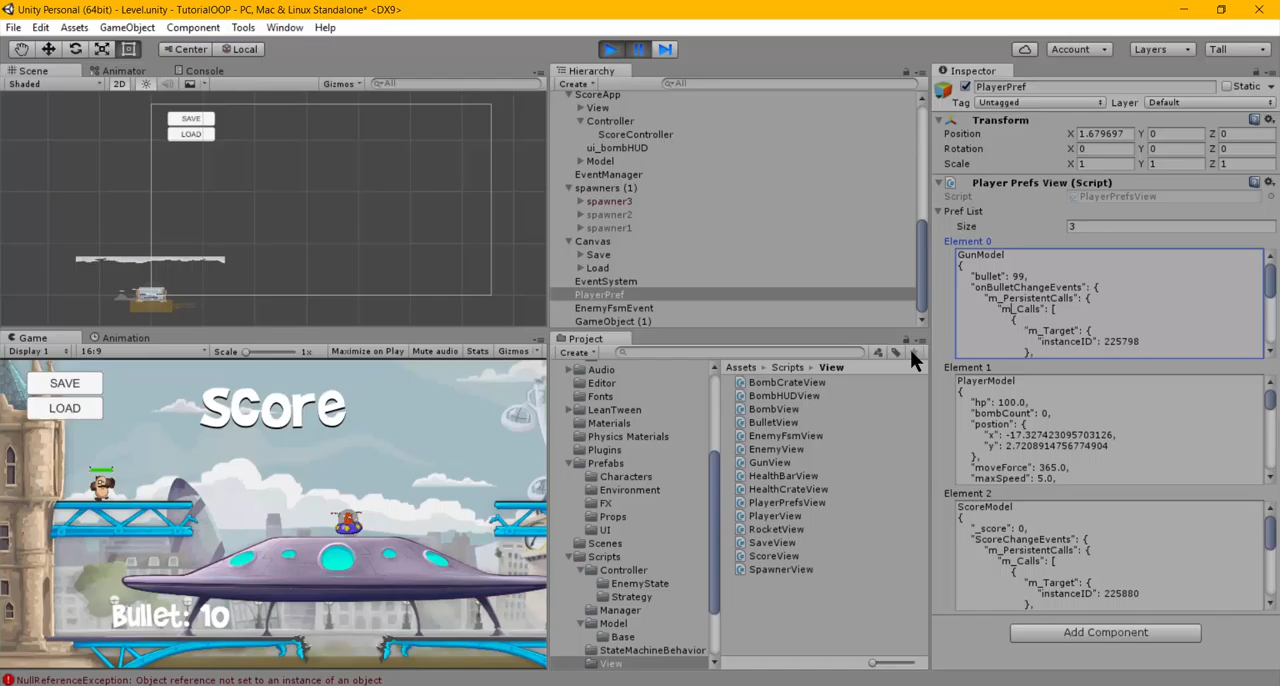 Unity Personal (64bit) - Level.unity - TutorialOOP - PC, Mac & Linux Standalone* <DX9>
File Edit Assets GameObject Component Tools Window Help
Center Local Account Layers Tall
Scene Animator Console
Shaded 2D Gizmos All
SAVE
LOAD
Hierarchy
Create All
ScoreApp
View
Controller
ScoreController
ui_bombHUD
Model
EventManager
spawners (1)
spawner3
spawner2
spawner1
Canvas
Save
Load
EventSystem
PlayerPref
EnemyFsmEvent
GameObject (1)
Inspector
PlayerPref Static
Tag Untagged Layer Default
Transform
Position X 1.679697 Y 0 Z 0
Rotation X 0 Y 0 Z 0
Scale X 1 Y 1 Z 1
Player Prefs View (Script)
Script PlayerPrefsView
Pref List
Size 3
Element 0
GunModel
{
"bullet": 99,
"onBulletChangeEvents": {
"m_PersistentCalls": {
"m_Calls": [
{
"m_Target": {
"instanceID": 225798
},
Element 1
PlayerModel
{
"hp": 100.0,
"bombCount": 0,
"postion": {
"x": -17.327423095703126,
"y": 2.7208914756774904
},
"moveForce": 365.0,
"maxSpeed": 5.0,
Element 2
ScoreModel
{
"_score": 0,
"ScoreChangeEvents": {
"m_PersistentCalls": {
"m_Calls": [
{
"m_Target": {
"instanceID": 225880
},
Add Component
Game Animation
Display 1 16:9 Scale 1x Maximize on Play Mute audio Stats Gizmos
SAVE
LOAD
Score
Bullet: 10
Project
Create
Audio
Editor
Fonts
LeanTween
Materials
Physics Materials
Plugins
Prefabs
Characters
Environment
FX
Props
UI
Scenes
Scripts
Controller
EnemyState
Strategy
Manager
Model
Base
StateMachineBehavior
View
Assets Scripts View
BombCrateView
BombHUDView
BombView
BulletView
EnemyFsmView
EnemyView
GunView
HealthBarView
HealthCrateView
PlayerPrefsView
PlayerView
RocketView
SaveView
ScoreView
SpawnerView
NullReferenceException: Object reference not set to an instance of an object